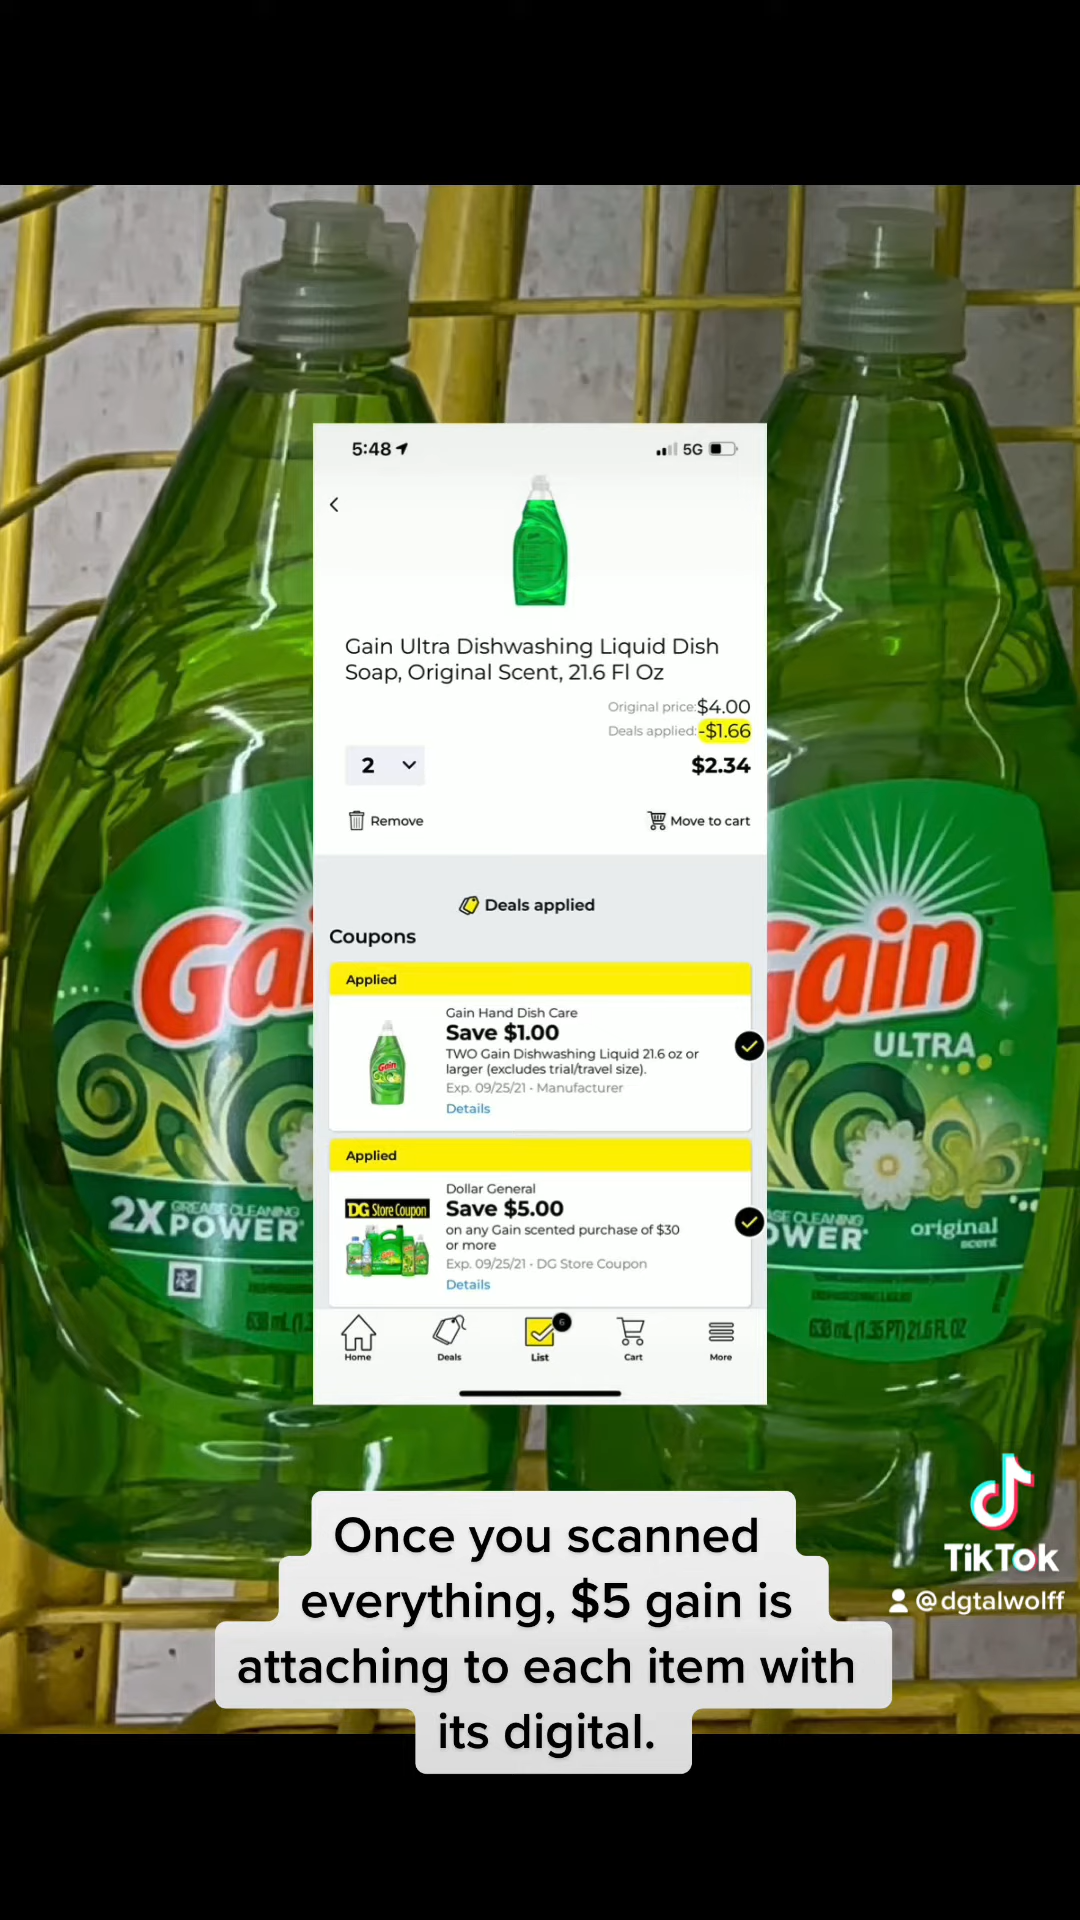 5:48
5G
Gain Ultra Dishwashing Liquid Dish
Soap, Original Scent, 21.6 Fl Oz
Original price: $4.00
Deals applied: -$1.66
2
$2.34
Remove
Move to cart
Deals applied
Coupons
Applied
Gain Hand Dish Care
Save $1.00
TWO Gain Dishwashing Liquid 21.6 oz or
larger (excludes trial/travel size).
Exp. 09/25/21 - Manufacturer
Details
Gain
Applied
Dollar General
Save $5.00
on any Gain scented purchase of $30
or more
Exp. 09/25/21 - DG Store Coupon
Details
DG Store Coupon
Home
Deals
List
6
Cart
More
Ga
2X
GREASE CLEANING
POWER
Gain
ULTRA
CLEANING
OWER
original
scent
638 mL (1.35 PT) 21.6 FL OZ
Once you scanned
everything, $5 gain is
attaching to each item with
its digital.
TikTok
@dgtalwolff